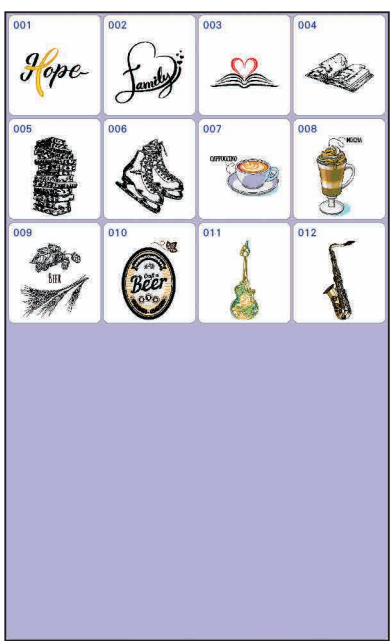 001
Hope
002
Family
003
004
005
006
007
CAPPUCCINO
008
MOCHA
009
BIER
010
Craft
Beer
011
012